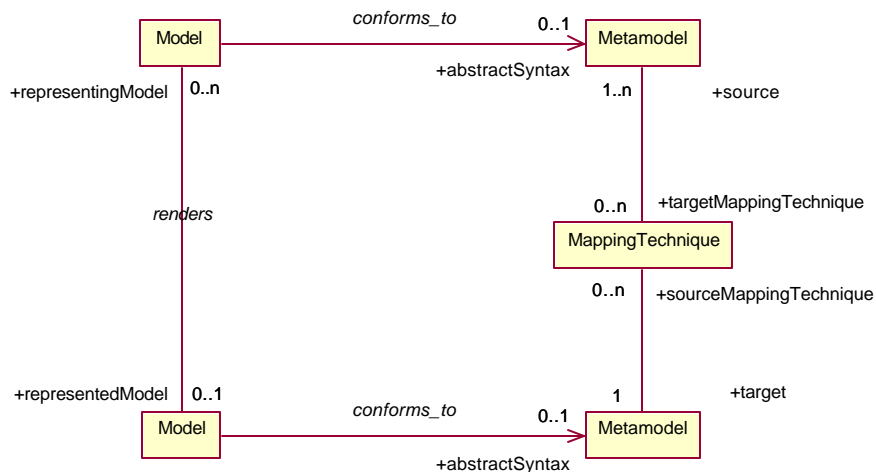 conforms_to
0..1
Model
Metamodel
+abstractSyntax
+representingModel
0..n
1..n
+source
renders
0..n
+targetMappingTechnique
MappingTechnique
0..n
+sourceMappingTechnique
+representedModel
0..1
1
+target
conforms_to
0..1
Model
Metamodel
+abstractSyntax